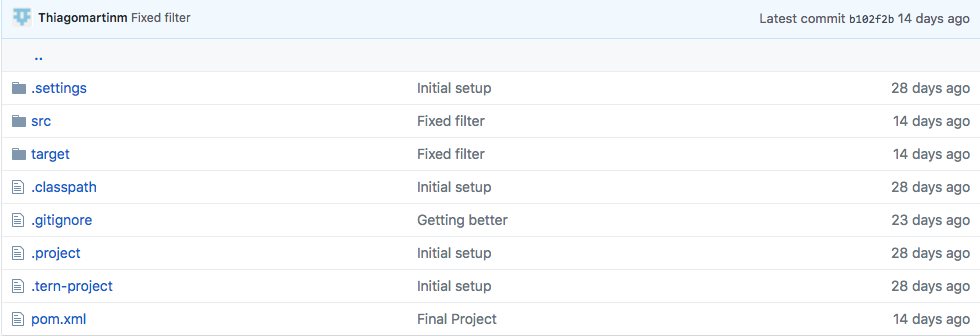 Thiagomartinm Fixed filter Latest commit b102f2b 14 days ago
..
.settings Initial setup 28 days ago
src Fixed filter 14 days ago
target Fixed filter 14 days ago
.classpath Initial setup 28 days ago
.gitignore Getting better 23 days ago
.project Initial setup 28 days ago
.tern-project Initial setup 28 days ago
pom.xml Final Project 14 days ago